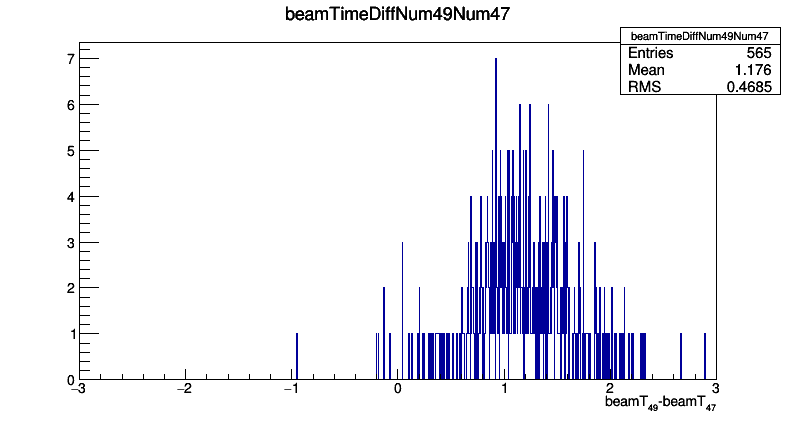 beamTimeDiffNum49Num47
beamTimeDiffNum49Num47
Entries 565
Mean 1.176
RMS 0.4685
7
6
5
4
3
2
1
0
−3 −2 −1 0 1 2 3
beamT49-beamT47